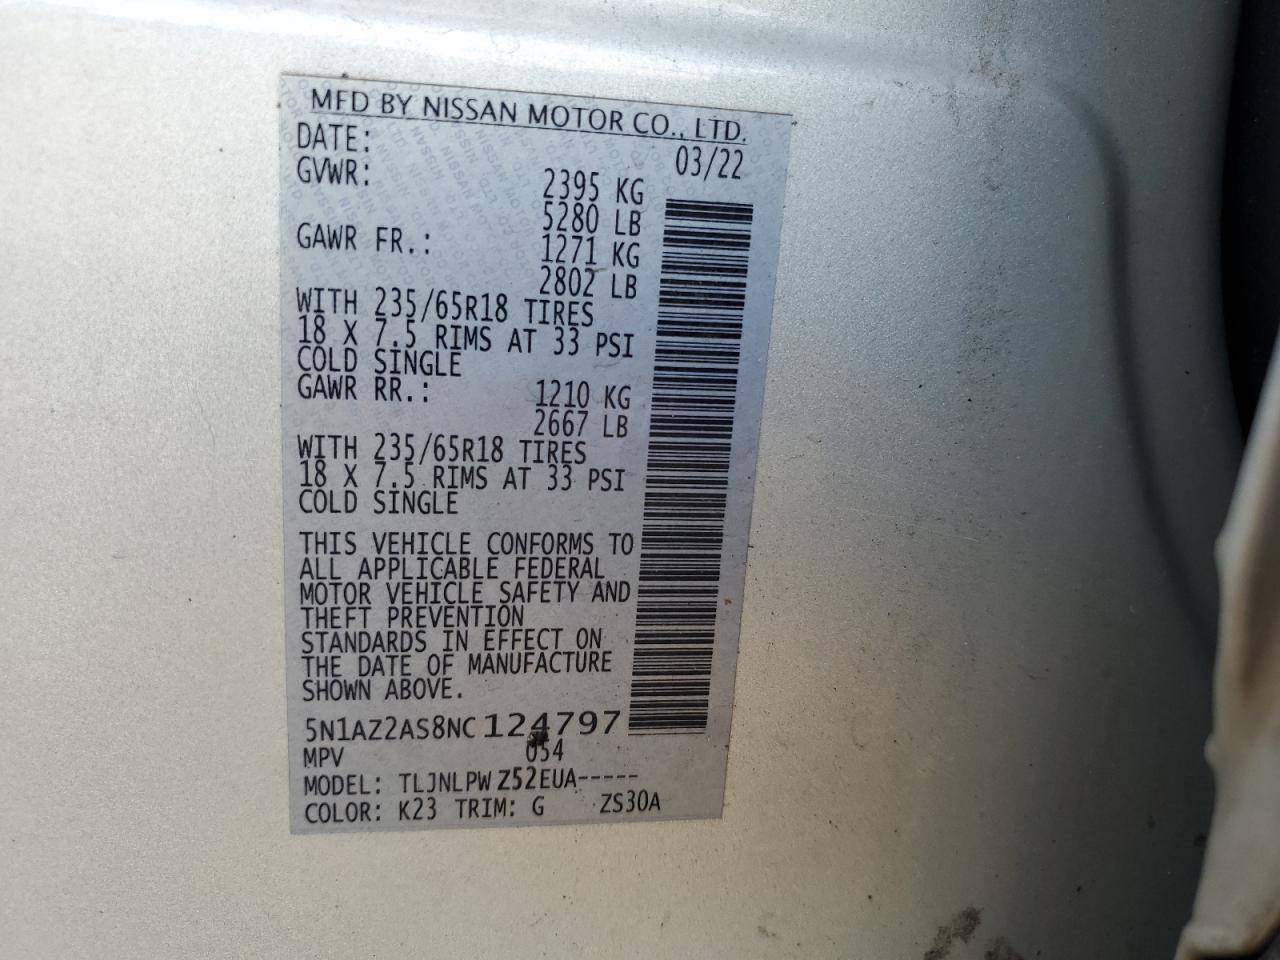 MFD BY NISSAN MOTOR CO., LTD.
DATE: 03/22
GVWR: 2395 KG
5280 LB
GAWR FR.: 1271 KG
2802 LB
WITH 235/65R18 TIRES
18 X 7.5 RIMS AT 33 PSI
COLD SINGLE
GAWR RR.: 1210 KG
2667 LB
WITH 235/65R18 TIRES
18 X 7.5 RIMS AT 33 PSI
COLD SINGLE
THIS VEHICLE CONFORMS TO
ALL APPLICABLE FEDERAL
MOTOR VEHICLE SAFETY AND
THEFT PREVENTION
STANDARDS IN EFFECT ON
THE DATE OF MANUFACTURE
SHOWN ABOVE.
5N1AZ2AS8NC124797
MPV 054
MODEL: TLJNLPW Z52EUA-----
COLOR: K23 TRIM: G ZS30A